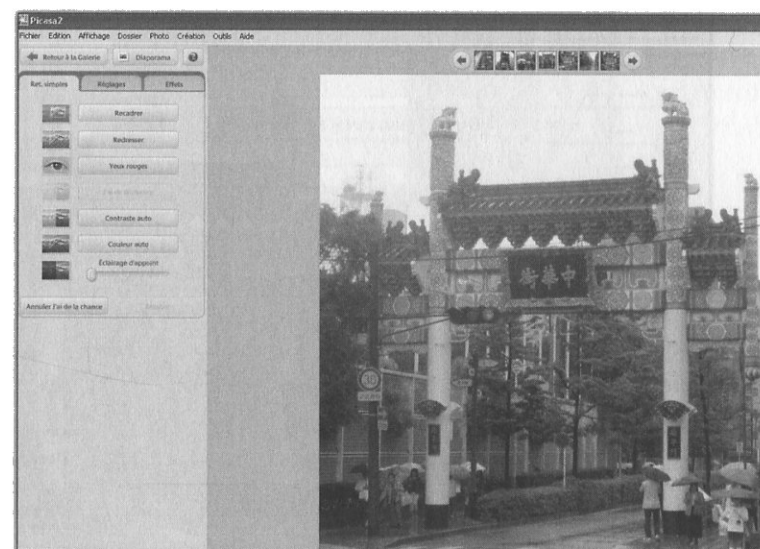 Picasa2
Fichier Edition Affichage Dossier Photo Création Outils Aide
Retour à la Galerie Diaporama ?
Ret. simples Réglages Effets
Recadrer
Redresser
Yeux rouges
Contraste auto
Couleur auto
Éclairage d'appoint
Annuler J'ai de la chance
中華街
30